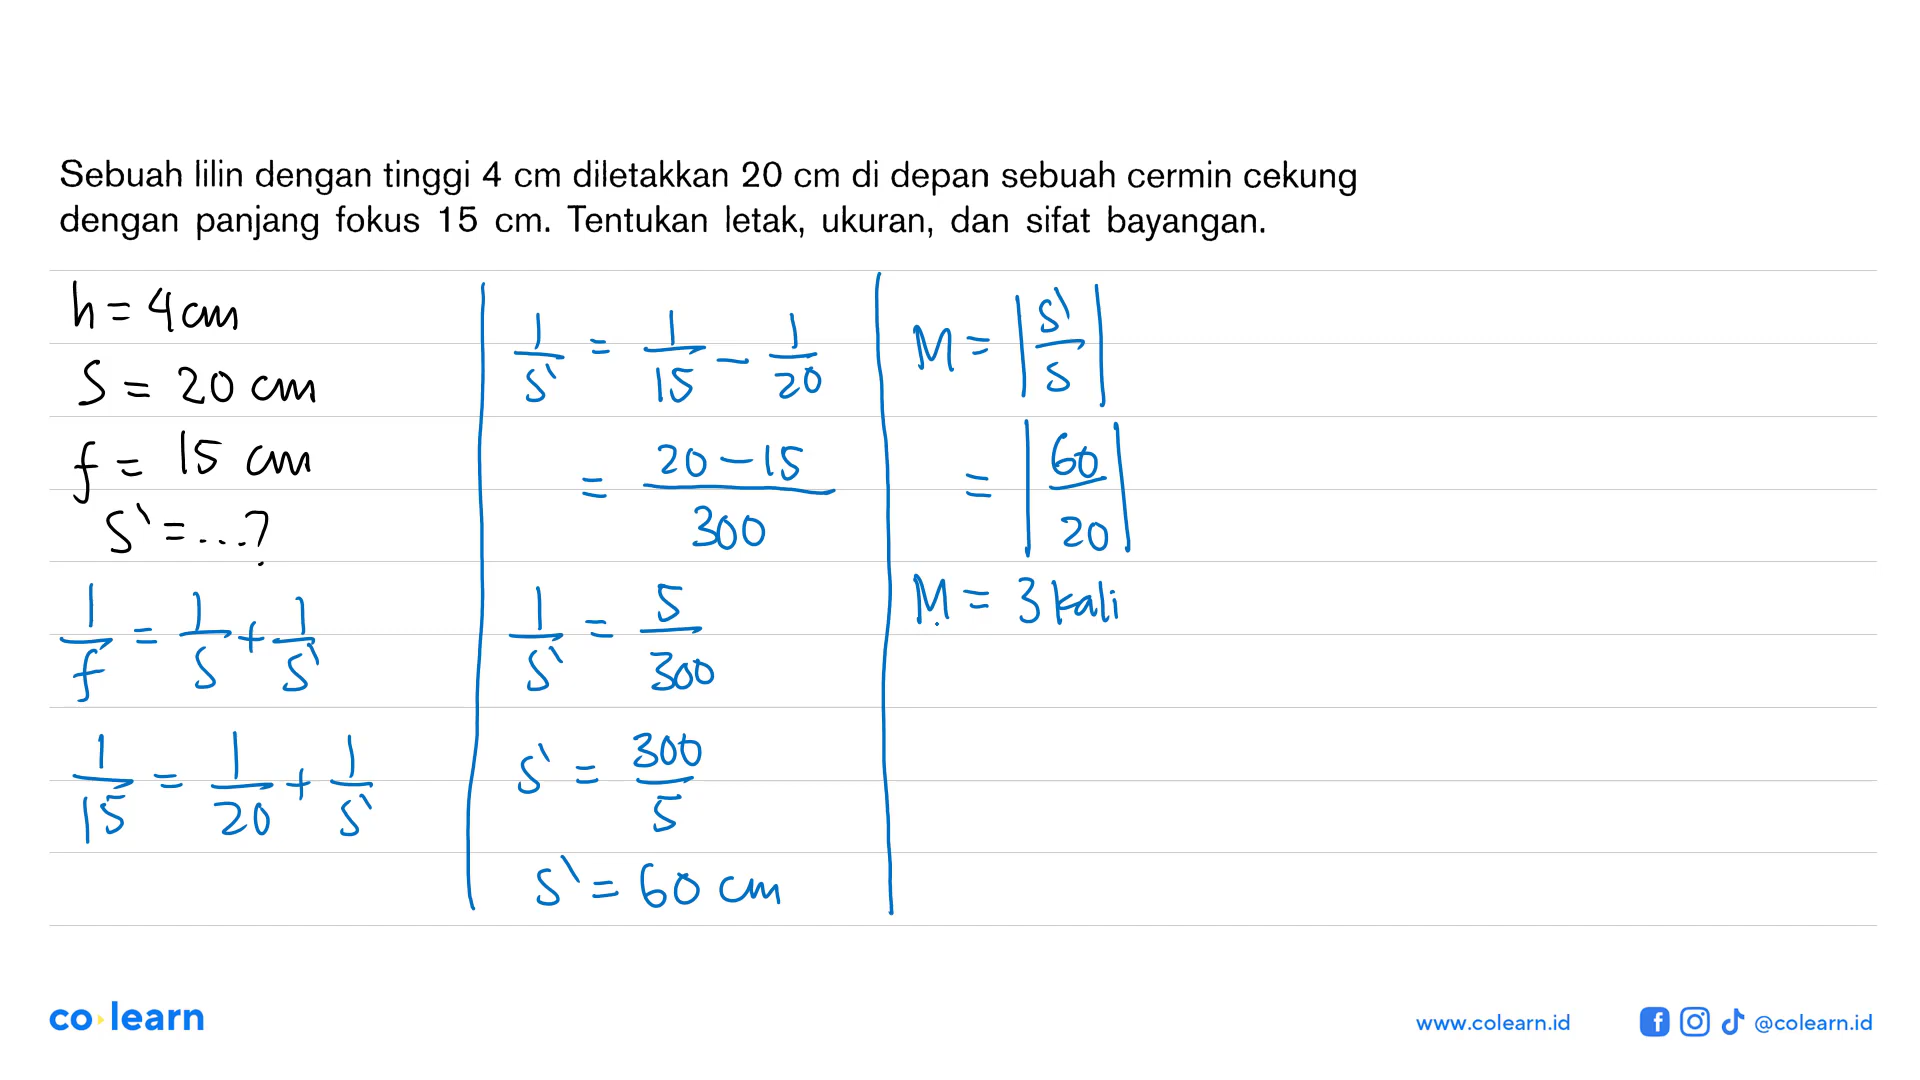 Sebuah lilin dengan tinggi 4 cm diletakkan 20 cm di depan sebuah cermin cekung
dengan panjang fokus 15 cm. Tentukan letak, ukuran, dan sifat bayangan.
h = 4 cm
S = 20 cm
f = 15 cm
S' = ...?
1/f = 1/S + 1/S'
1/15 = 1/20 + 1/S'
1/S' = 1/15 - 1/20
= (20 - 15)/300
1/S' = 5/300
S' = 300/5
S' = 60 cm
M = |S'/S|
= |60/20|
M = 3 kali
co learn
www.colearn.id
@colearn.id